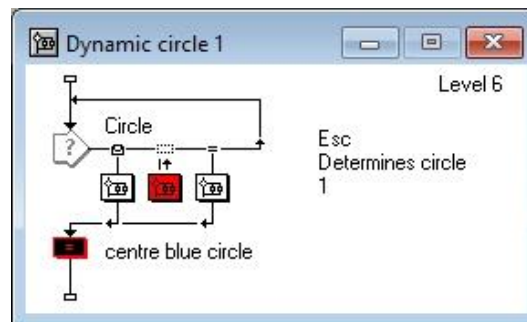 Dynamic circle 1
Level 6
Circle
Esc
Determines circle
1
centre blue circle